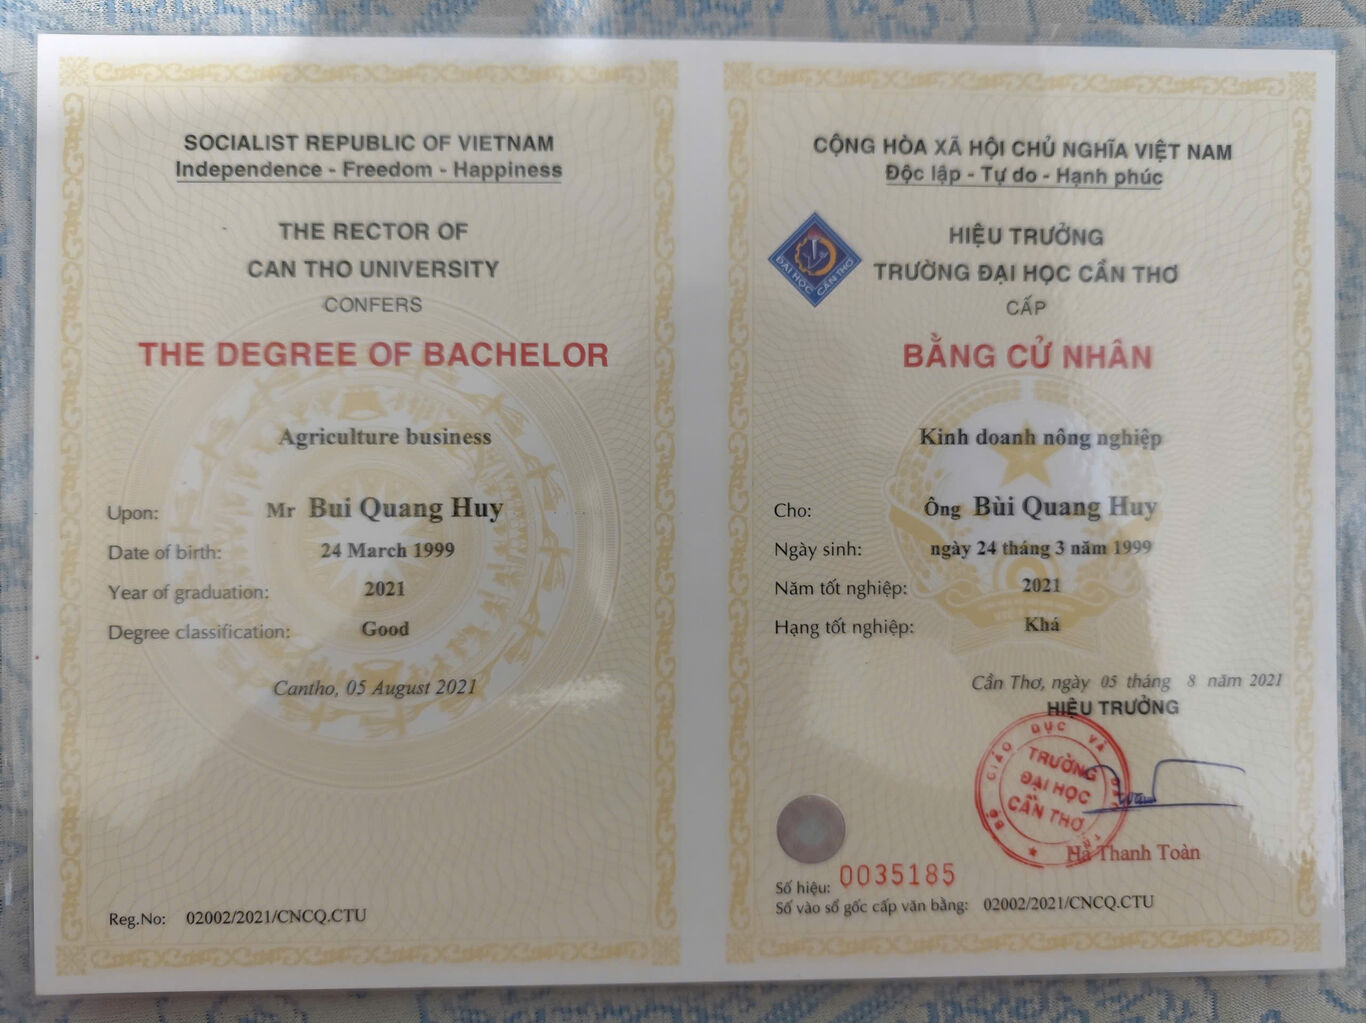 SOCIALIST REPUBLIC OF VIETNAM
Independence - Freedom - Happiness
THE RECTOR OF
CAN THO UNIVERSITY
CONFERS
THE DEGREE OF BACHELOR
Agriculture business
Upon: Mr Bui Quang Huy
Date of birth: 24 March 1999
Year of graduation: 2021
Degree classification: Good
Cantho, 05 August 2021
Reg.No: 02002/2021/CNCQ.CTU
CỘNG HÒA XÃ HỘI CHỦ NGHĨA VIỆT NAM
Độc lập - Tự do - Hạnh phúc
ĐẠI HỌC CẦN THƠ
HIỆU TRƯỞNG
TRƯỜNG ĐẠI HỌC CẦN THƠ
CẤP
BẰNG CỬ NHÂN
Kinh doanh nông nghiệp
Cho: Ông Bùi Quang Huy
Ngày sinh: ngày 24 tháng 3 năm 1999
Năm tốt nghiệp: 2021
Hạng tốt nghiệp: Khá
Cần Thơ, ngày 05 tháng 8 năm 2021
HIỆU TRƯỞNG
BỘ GIÁO DỤC VÀ ĐÀO
TRƯỜNG
ĐẠI HỌC
CẦN THƠ
Hà Thanh Toàn
Số hiệu: 0035185
Số vào sổ gốc cấp văn bằng: 02002/2021/CNCQ.CTU